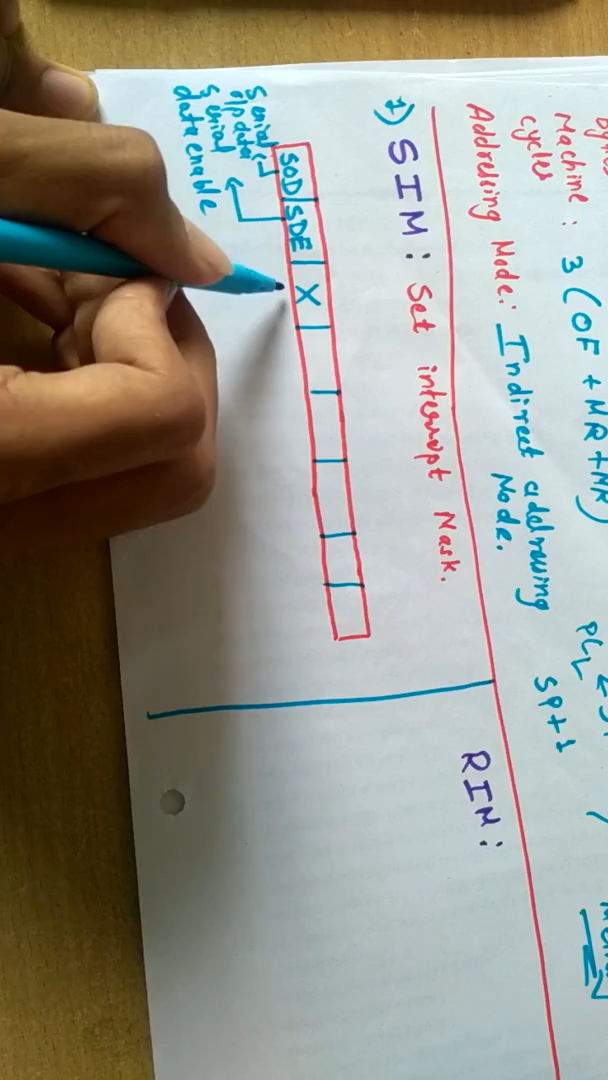 Machine : 3 (OF + MR + MR)
cycles
Addressing Mode: Indirect addressing
Mode.
SP+1
1) SIM : Set interrupt Mask.
RIM :
SOD SDE X
Serial
o/p data
Serial
data enable